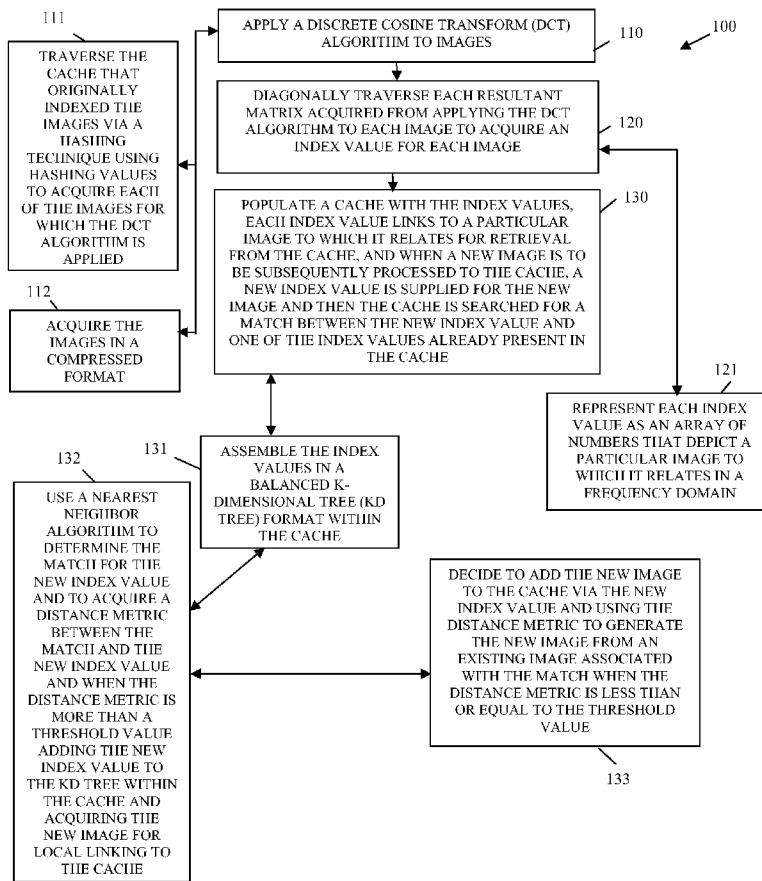 111
TRAVERSE THE
CACHE THAT
ORIGINALLY
INDEXED THE
IMAGES VIA A
HASHING
TECHNIQUE USING
HASHING VALUES
TO ACQUIRE EACH
OF THE IMAGES FOR
WHICH THE DCT
ALGORITHM IS
APPLIED
112
ACQUIRE THE
IMAGES IN A
COMPRESSED
FORMAT
APPLY A DISCRETE COSINE TRANSFORM (DCT)
ALGORITHM TO IMAGES
110
100
DIAGONALLY TRAVERSE EACH RESULTANT
MATRIX ACQUIRED FROM APPLYING THE DCT
ALGORITHM TO EACH IMAGE TO ACQUIRE AN
INDEX VALUE FOR EACH IMAGE
120
130
POPULATE A CACHE WITH THE INDEX VALUES,
EACH INDEX VALUE LINKS TO A PARTICULAR
IMAGE TO WHICH IT RELATES FOR RETRIEVAL
FROM THE CACHE, AND WHEN A NEW IMAGE IS TO
BE SUBSEQUENTLY PROCESSED TO THE CACHE, A
NEW INDEX VALUE IS SUPPLIED FOR THE NEW
IMAGE AND THEN THE CACHE IS SEARCHED FOR A
MATCH BETWEEN THE NEW INDEX VALUE AND
ONE OF THE INDEX VALUES ALREADY PRESENT IN
THE CACHE
121
REPRESENT EACH INDEX
VALUE AS AN ARRAY OF
NUMBERS THAT DEPICT A
PARTICULAR IMAGE TO
WHICH IT RELATES IN A
FREQUENCY DOMAIN
131
ASSEMBLE THE INDEX
VALUES IN A
BALANCED K-
DIMENSIONAL TREE (KD
TREE) FORMAT WITHIN
THE CACHE
132
USE A NEAREST
NEIGHBOR
ALGORITHM TO
DETERMINE THE
MATCH FOR THE
NEW INDEX VALUE
AND TO ACQUIRE A
DISTANCE METRIC
BETWEEN THE
MATCH AND THE
NEW INDEX VALUE
AND WHEN THE
DISTANCE METRIC IS
MORE THAN A
THRESHOLD VALUE
ADDING THE NEW
INDEX VALUE TO
THE KD TREE WITHIN
THE CACHE AND
ACQUIRING THE
NEW IMAGE FOR
LOCAL LINKING TO
THE CACHE
DECIDE TO ADD THE NEW IMAGE
TO THE CACHE VIA THE NEW
INDEX VALUE AND USING THE
DISTANCE METRIC TO GENERATE
THE NEW IMAGE FROM AN
EXISTING IMAGE ASSOCIATED
WITH THE MATCH WHEN THE
DISTANCE METRIC IS LESS THAN
OR EQUAL TO THE THRESHOLD
VALUE
133